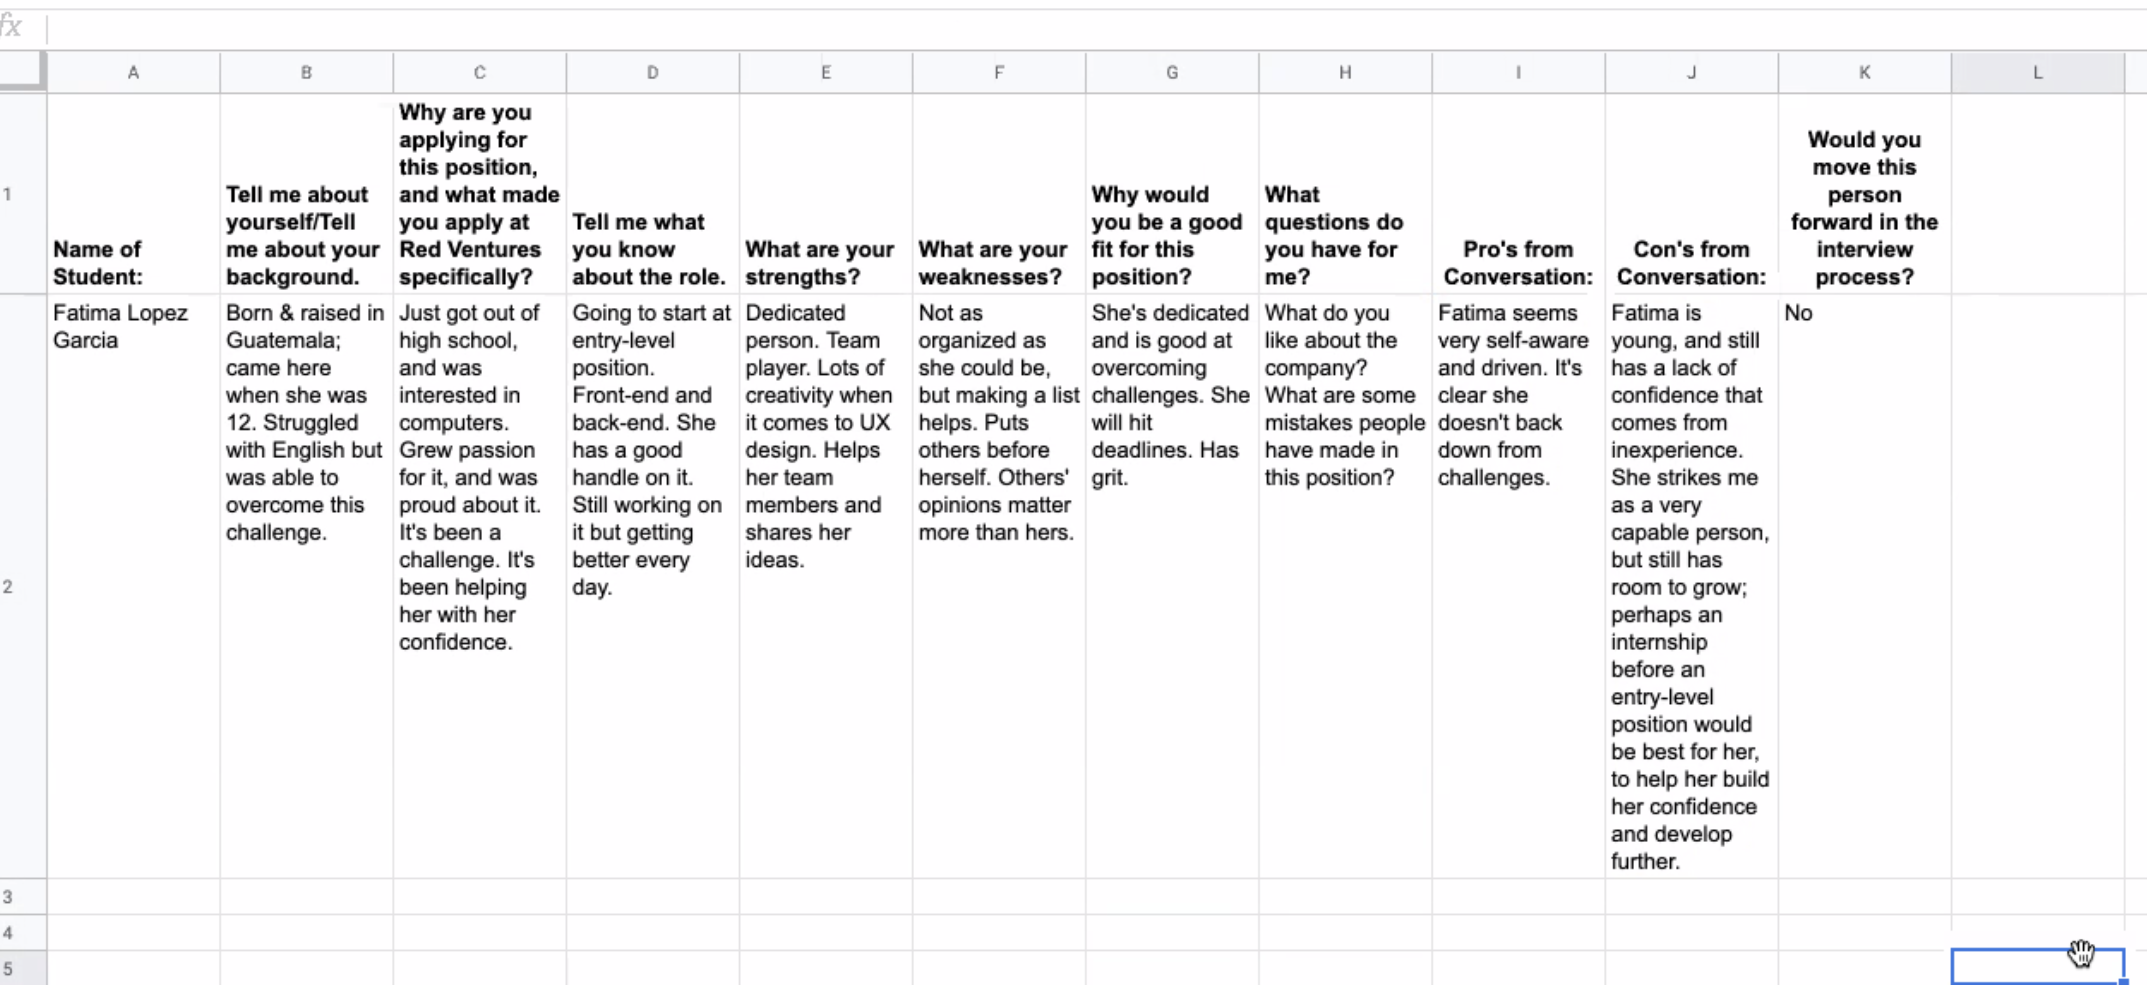 fx
A B C D E F G H I J K L
1
Name of
Student:
Tell me about
yourself/Tell
me about your
background.
Why are you
applying for
this position,
and what made
you apply at
Red Ventures
specifically?
Tell me what
you know
about the role.
What are your
strengths?
What are your
weaknesses?
Why would
you be a good
fit for this
position?
What
questions do
you have for
me?
Pro's from
Conversation:
Con's from
Conversation:
Would you
move this
person
forward in the
interview
process?
2
Fatima Lopez
Garcia
Born & raised in
Guatemala;
came here
when she was
12. Struggled
with English but
was able to
overcome this
challenge.
Just got out of
high school,
and was
interested in
computers.
Grew passion
for it, and was
proud about it.
It's been a
challenge. It's
been helping
her with her
confidence.
Going to start at
entry-level
position.
Front-end and
back-end. She
has a good
handle on it.
Still working on
it but getting
better every
day.
Dedicated
person. Team
player. Lots of
creativity when
it comes to UX
design. Helps
her team
members and
shares her
ideas.
Not as
organized as
she could be,
but making a list
helps. Puts
others before
herself. Others'
opinions matter
more than hers.
She's dedicated
and is good at
overcoming
challenges. She
will hit
deadlines. Has
grit.
What do you
like about the
company?
What are some
mistakes people
have made in
this position?
Fatima seems
very self-aware
and driven. It's
clear she
doesn't back
down from
challenges.
Fatima is
young, and still
has a lack of
confidence that
comes from
inexperience.
She strikes me
as a very
capable person,
but still has
room to grow;
perhaps an
internship
before an
entry-level
position would
be best for her,
to help her build
her confidence
and develop
further.
No
3
4
5